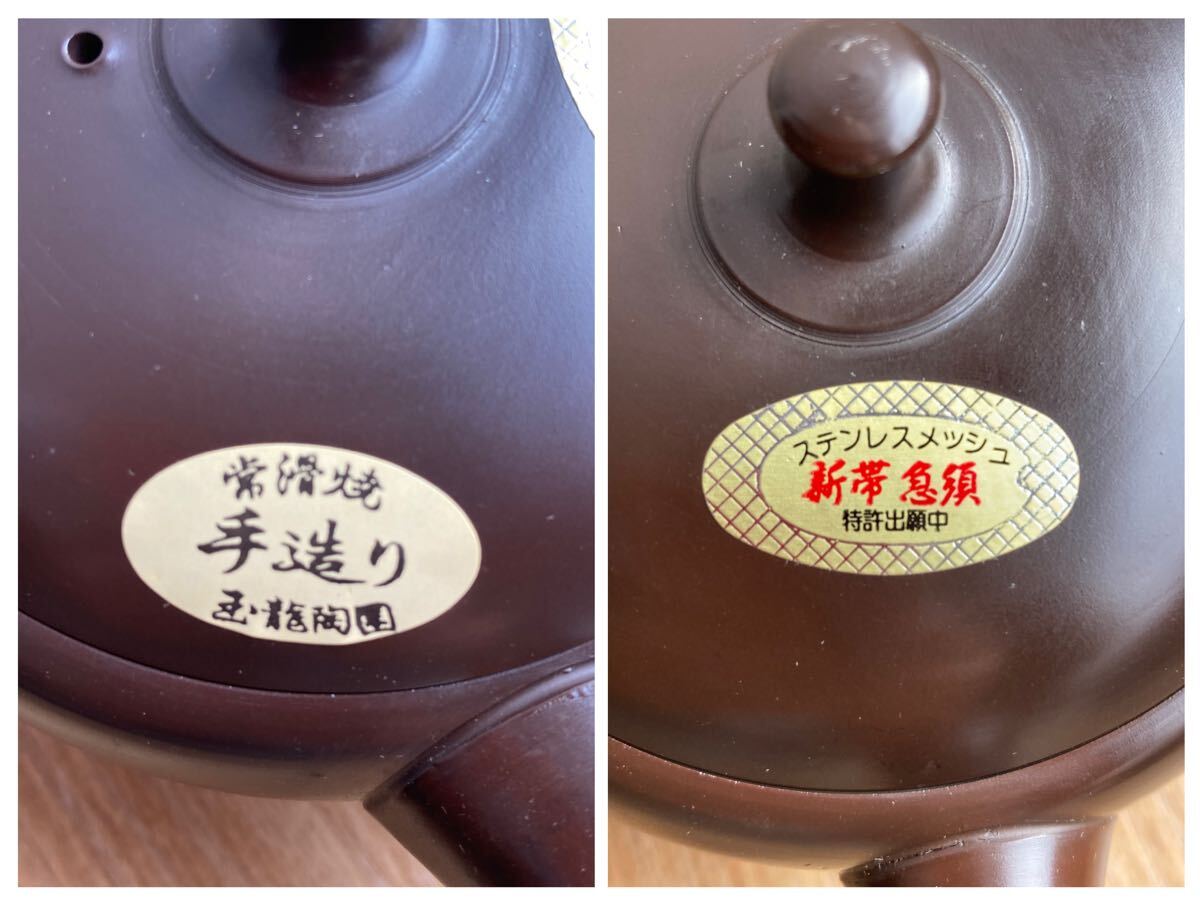 常滑焼
手造り
玉龍陶園
ステンレスメッシュ
新帯急須
特許出願中